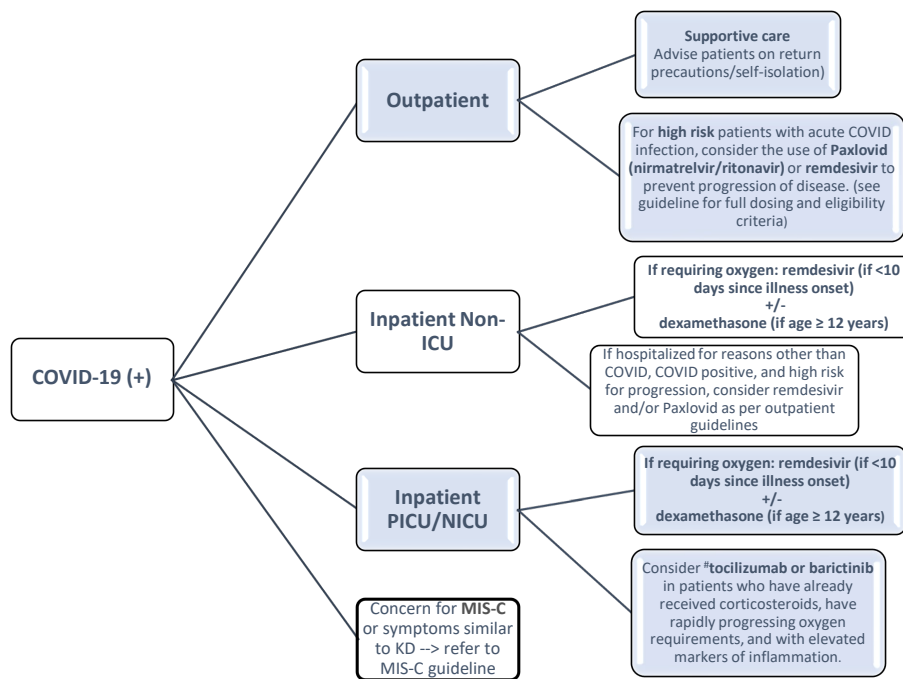 Supportive care
Advise patients on return
precautions/self-isolation)
Outpatient
For high risk patients with acute COVID
infection, consider the use of Paxlovid
(nirmatrelvir/ritonavir) or remdesivir to
prevent progression of disease. (see
guideline for full dosing and eligibility
criteria)
If requiring oxygen: remdesivir (if <10
days since illness onset)
+/-
dexamethasone (if age ≥ 12 years)
Inpatient Non-
ICU
If hospitalized for reasons other than
COVID, COVID positive, and high risk
for progression, consider remdesivir
and/or Paxlovid as per outpatient
guidelines
COVID-19 (+)
If requiring oxygen: remdesivir (if <10
days since illness onset)
+/-
dexamethasone (if age ≥ 12 years)
Inpatient
PICU/NICU
Consider #tocilizumab or barictinib
in patients who have already
received corticosteroids, have
rapidly progressing oxygen
requirements, and with elevated
markers of inflammation.
Concern for MIS-C
or symptoms similar
to KD --> refer to
MIS-C guideline